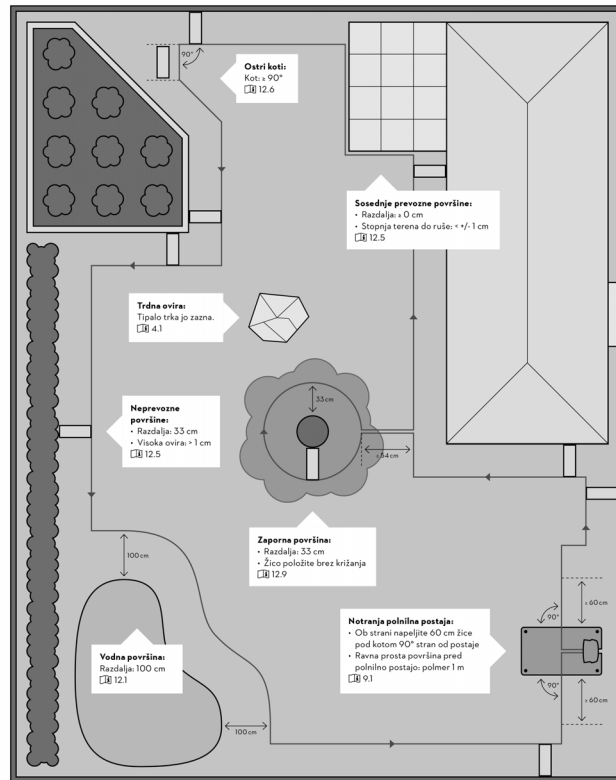 90°
Ostri koti:
Kot: ≥ 90°
12.6
Sosednje prevozne površine:
• Razdalja: ≥ 0 cm
• Stopnja terena do ruše: < +/- 1 cm
12.5
Trdna ovira:
Tipalo trka jo zazna.
4.1
33 cm
Neprevozne
površine:
• Razdalja: 33 cm
• Visoka ovira: > 1 cm
12.5
≥ 54 cm
Zaporna površina:
• Razdalja: 33 cm
• Žico položite brez križanja
12.9
100 cm
Notranja polnilna postaja:
• Ob strani napeljite 60 cm žice
pod kotom 90° stran od postaje
• Ravna prosta površina pred
polnilno postajo: polmer 1 m
9.1
90°
≥ 60 cm
Vodna površina:
Razdalja: 100 cm
12.1
90°
≥ 60 cm
100 cm